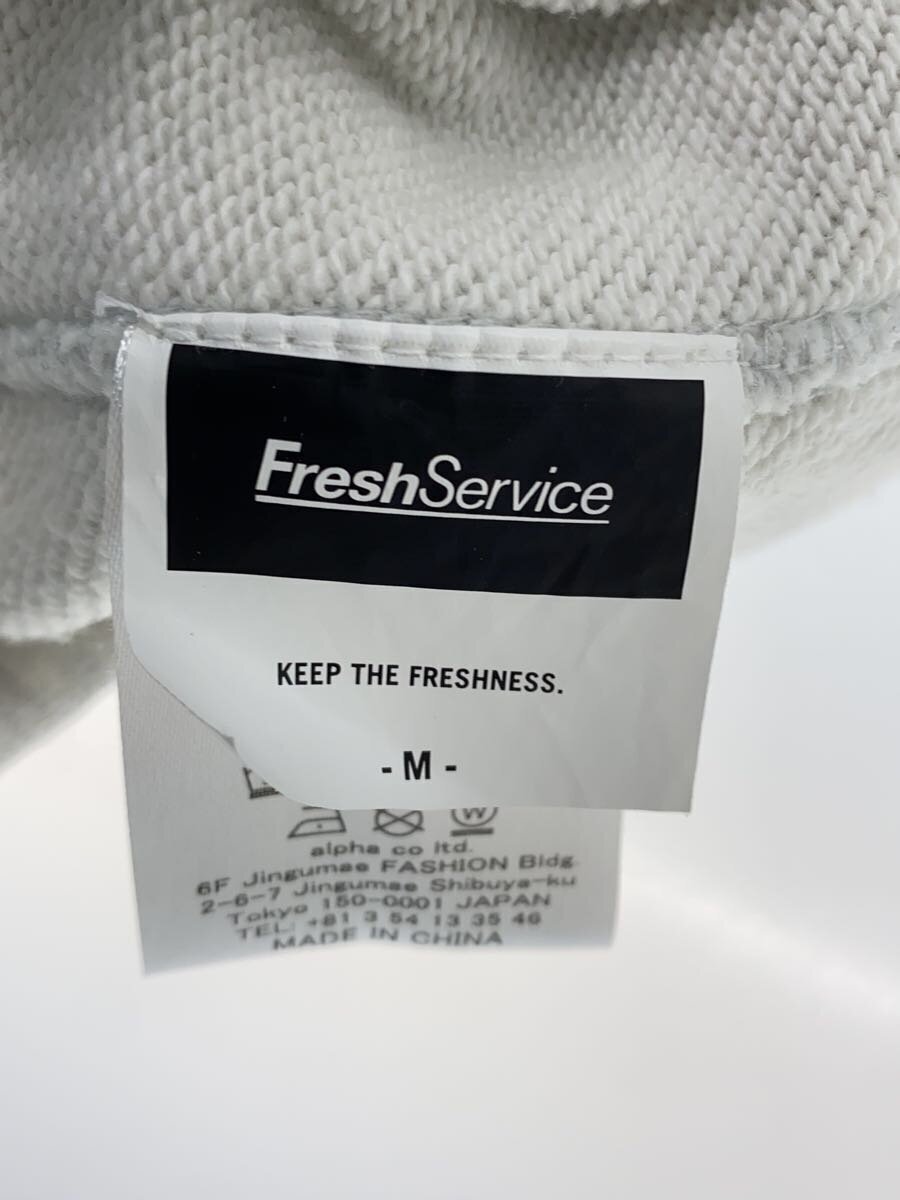 FreshService
KEEP THE FRESHNESS.
- M -
W
alpha co ltd.
6F Jingumae FASHION Bldg
2-6-7 Jingumae Shibuya-ku
Tokyo 150-0001 JAPAN
TEL: +81 3 54 13 35 46
MADE IN CHINA